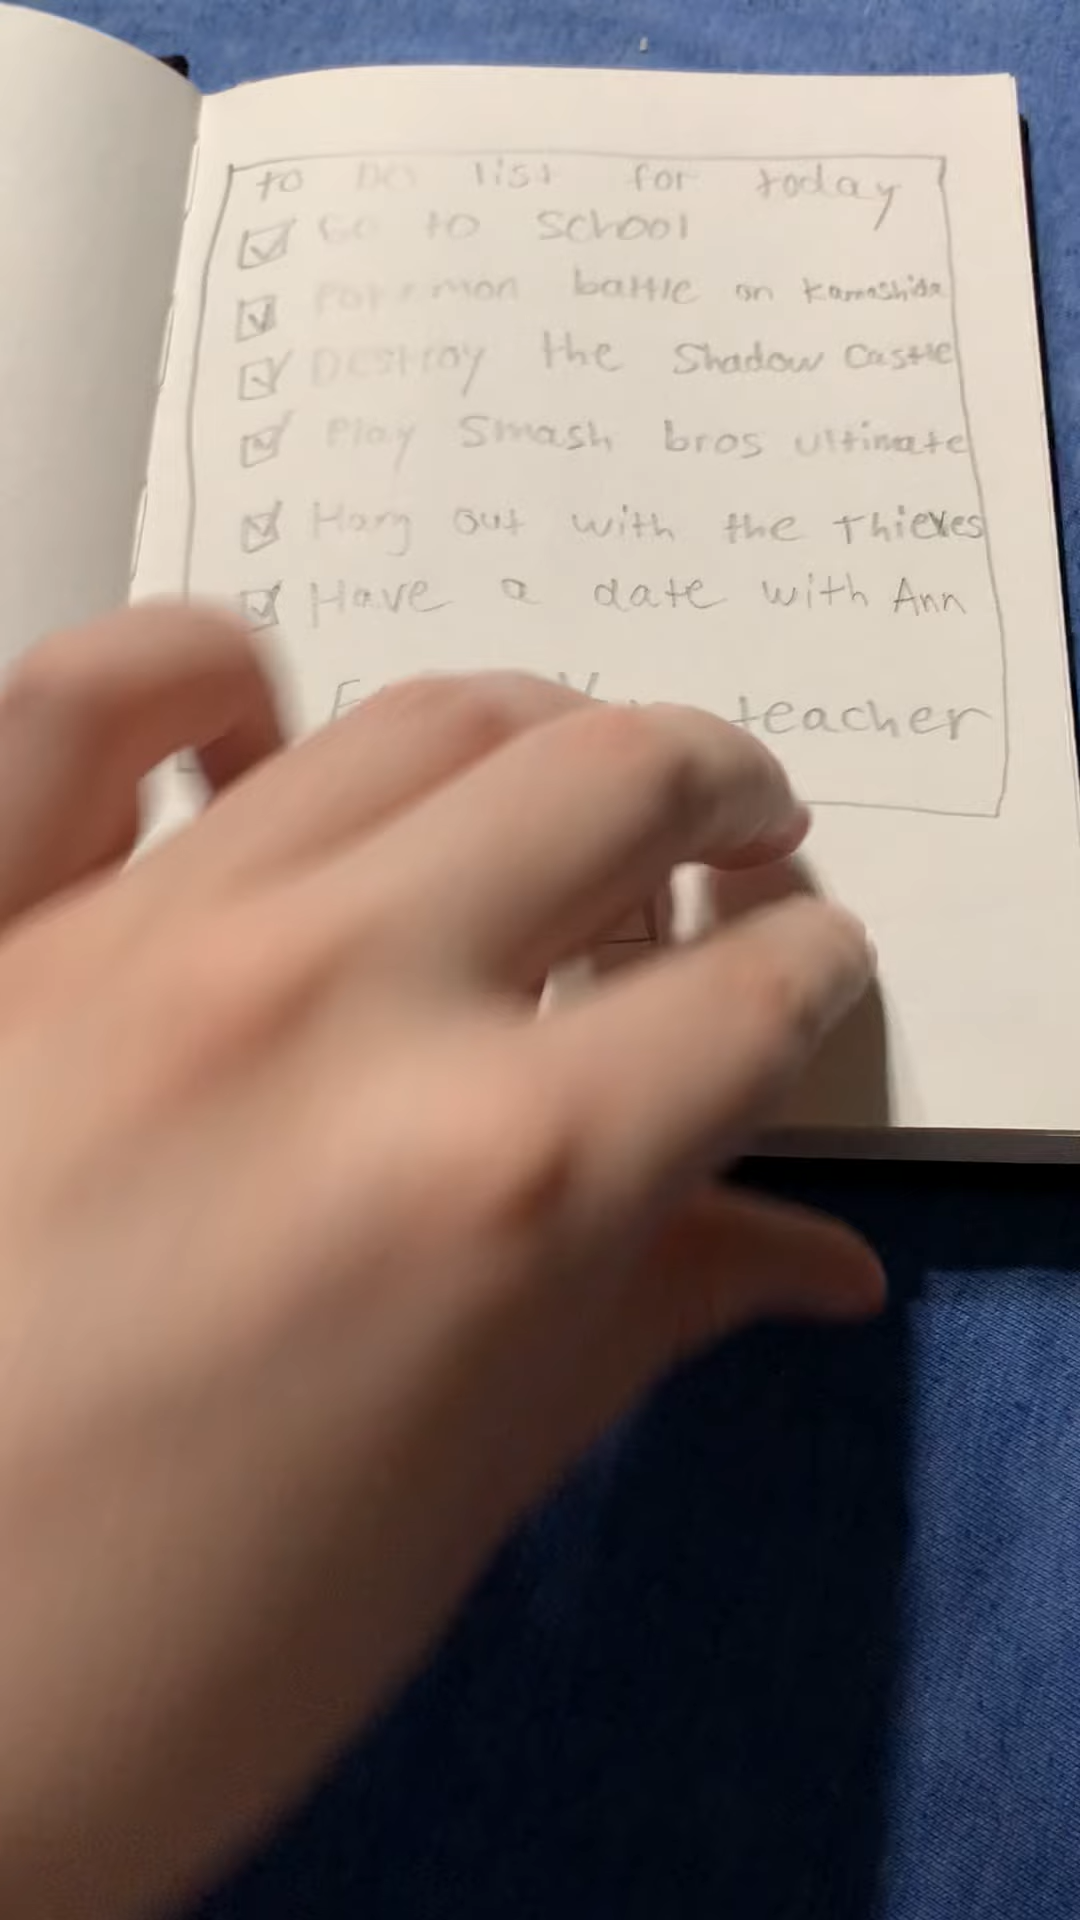 to Do list for today
Go to School
Pokemon battle on Kamashida
Destroy the Shadow Castle
Play Smash bros ultimate
Hang out with the Thieves
Have a date with Ann
teacher